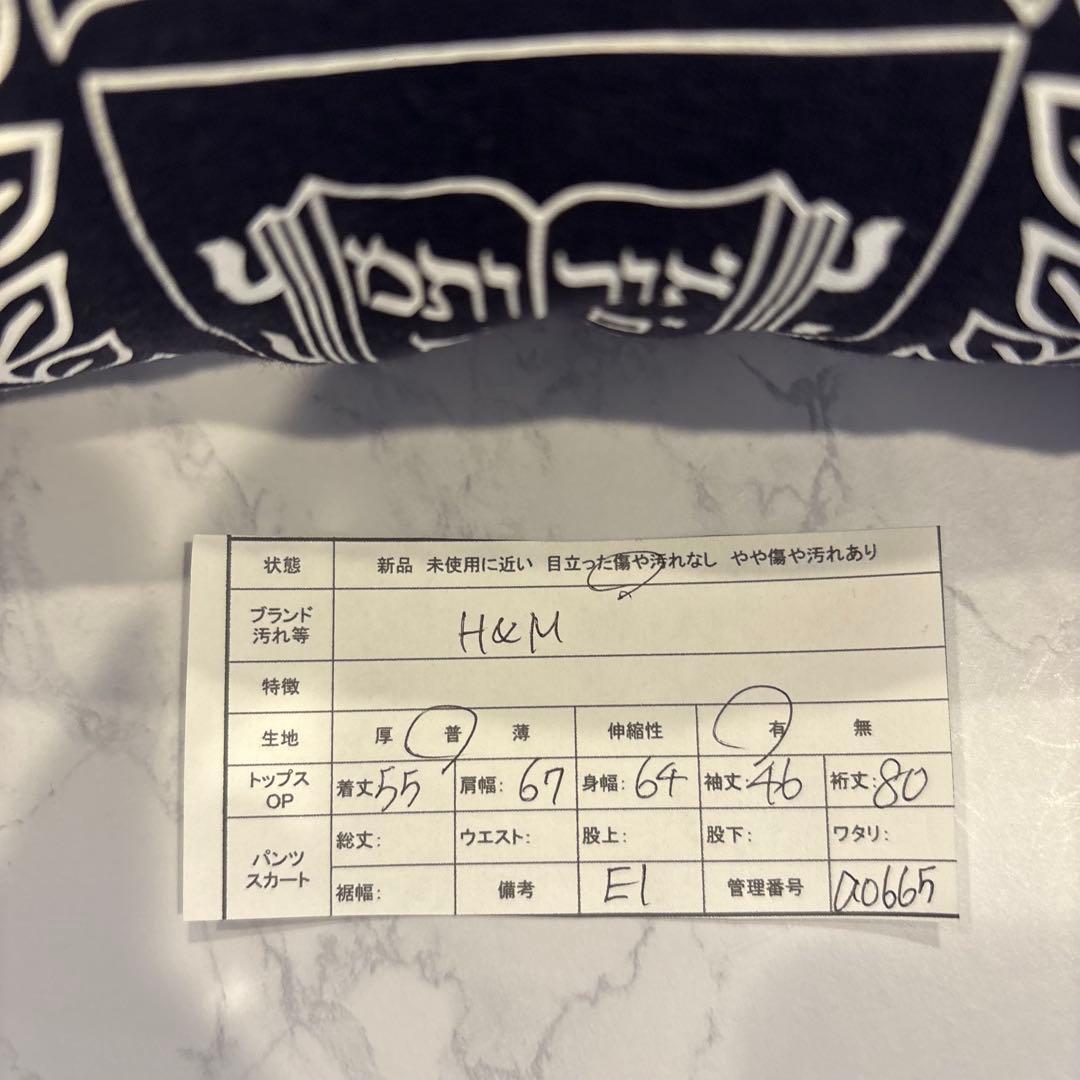 状態 新品 未使用に近い 目立った傷や汚れなし やや傷や汚れあり
ブランド 汚れ等 H&M
特徴
生地 厚 普 薄 伸縮性 有 無
トップス OP 着丈55 肩幅:67 身幅:64 袖丈:46 裄丈:80
パンツ スカート 総丈: ウエスト: 股上: 股下: ワタリ:
裾幅: 備考 E1 管理番号 a0665